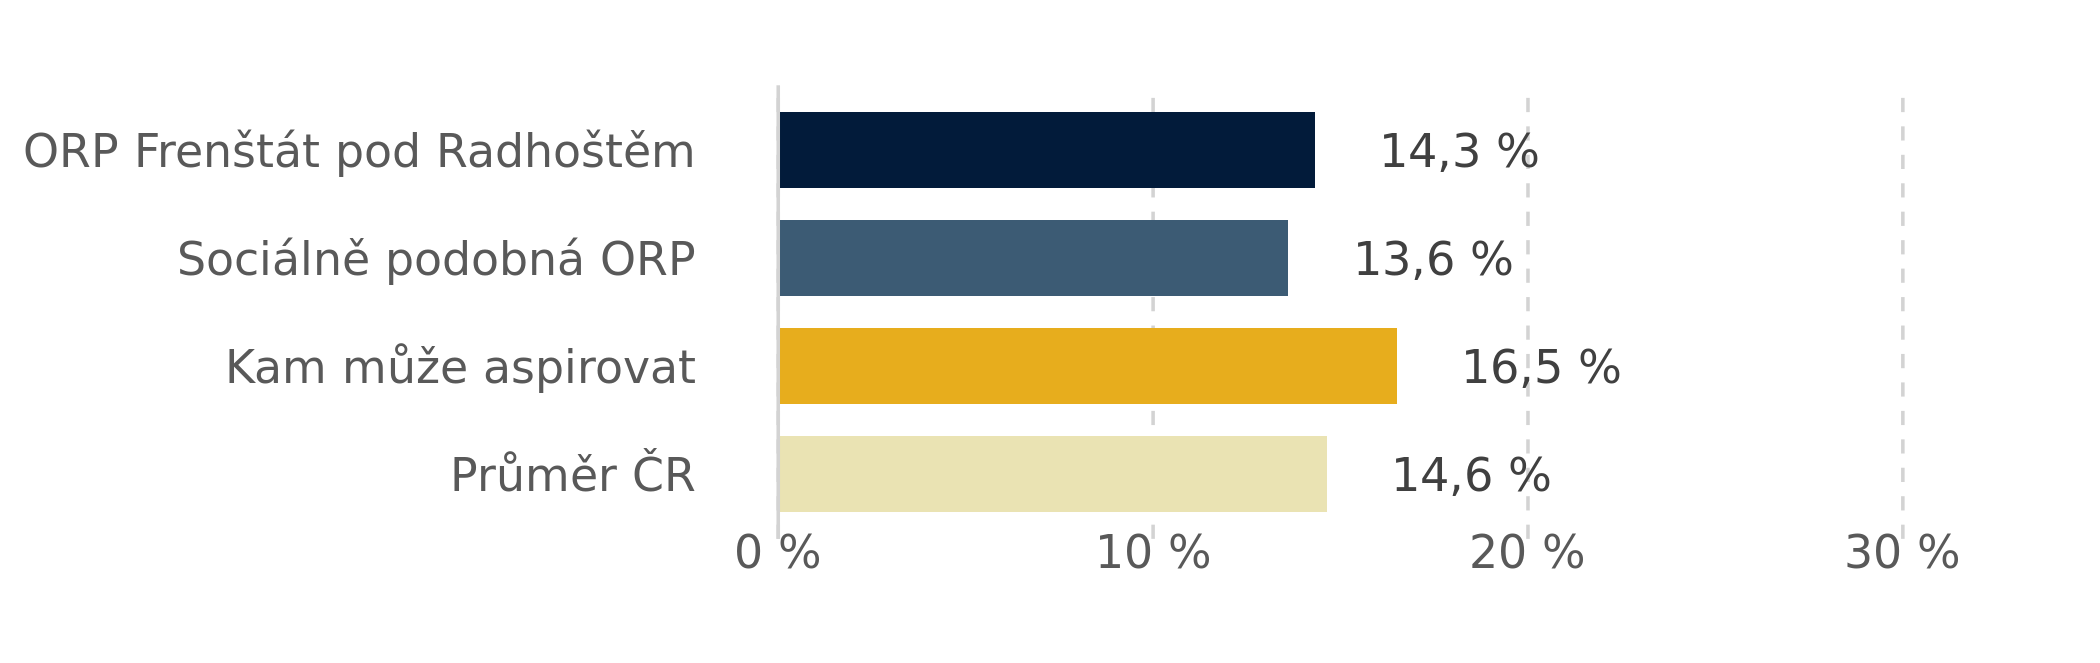 ORP Frenštát pod Radhoštěm 14,3 %
Sociálně podobná ORP 13,6 %
Kam může aspirovat 16,5 %
Průměr ČR 14,6 %
0 % 10 % 20 % 30 %